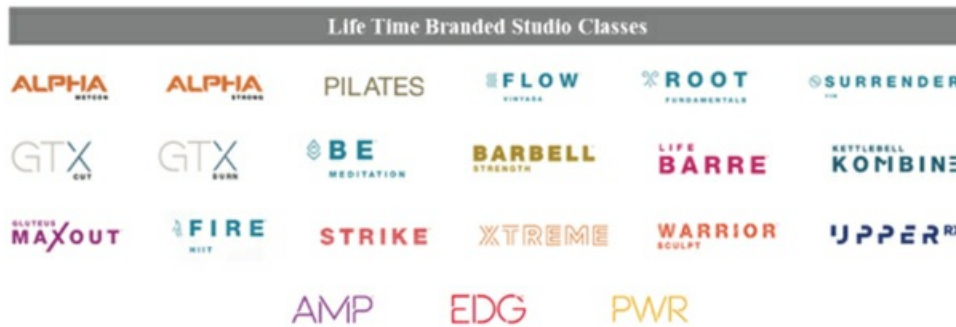 Life Time Branded Studio Classes
ALPHA
METCON
ALPHA
STRONG
PILATES
FLOW
VINYASA
ROOT
FUNDAMENTALS
SURRENDER
GTX
CUT
GTX
BURN
BE
MEDITATION
BARBELL
STRENGTH
LIFE
BARRE
KETTLEBELL
KOMBINE
GLUTEUS
MAXOUT
FIRE
HIIT
STRIKE
XTREME
WARRIOR
SCULPT
UPPER RX
AMP
EDG
PWR